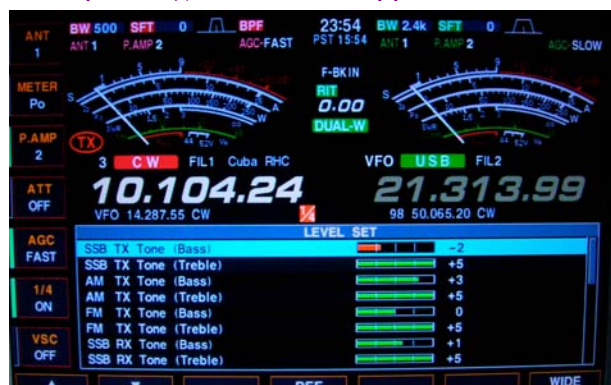 BW 500 SFT 0 BPF 23:54 BW 2.4k SFT 0
ANT 1 P.AMP 2 AGC-FAST PST 15:54 ANT 1 P.AMP 2 AGC-SLOW
ANT
1
METER
Po
P.AMP
2
ATT
OFF
AGC
FAST
1/4
ON
VSC
OFF
F-BKIN
RIT
0.00
DUAL-W
TX
3 CW FIL1 Cuba RHC VFO USB FIL2
10.104.24 21.313.99
VFO 14.287.55 CW 1/4 98 50.065.20 CW
LEVEL SET
SSB TX Tone (Bass) -2
SSB TX Tone (Treble) +5
AM TX Tone (Bass) +3
AM TX Tone (Treble) +5
FM TX Tone (Bass) 0
FM TX Tone (Treble) +5
SSB RX Tone (Bass) +1
SSB RX Tone (Treble) +5
WIDE